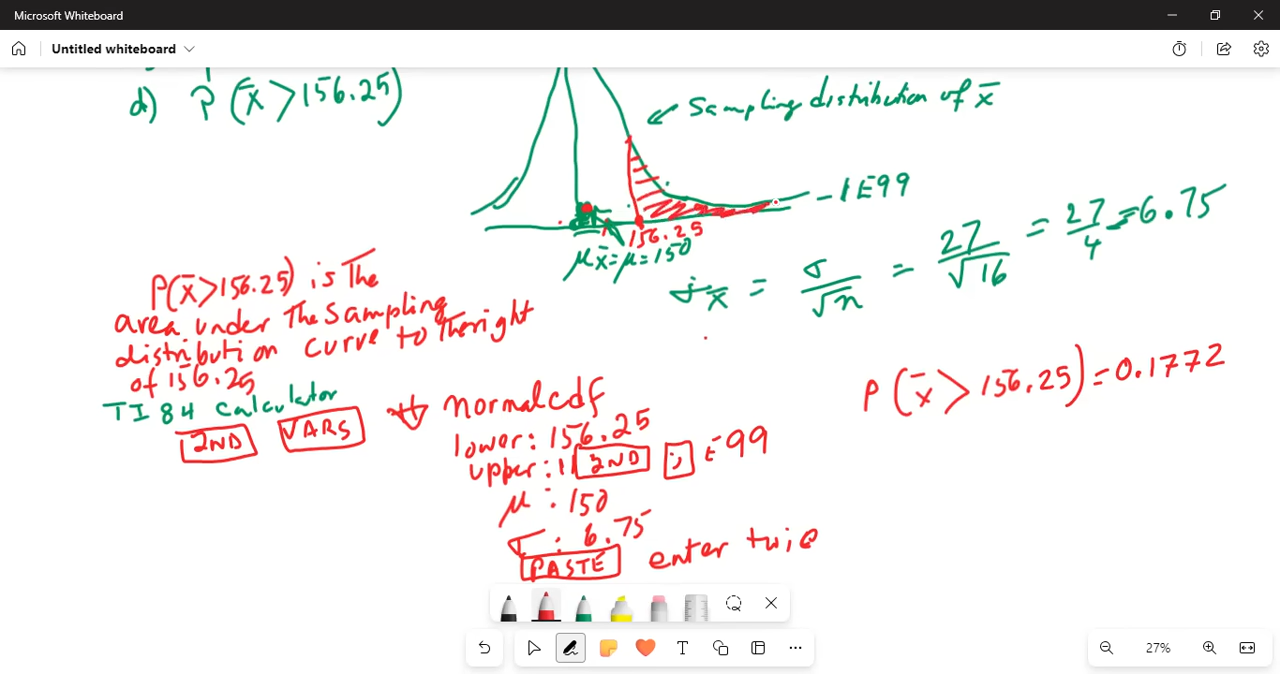 Microsoft Whiteboard
Untitled whiteboard
d) P (x̄ > 156.25)
Sampling distribution of x̄
-1E99
156.25
μx̄ = μ = 150
σx̄ = σ/√n = 27/√16 = 27/4 = 6.75
P(x̄ > 156.25) is The
area under The Sampling
distribution curve to The right
of 156.25
P (x̄ > 156.25) = 0.1772
TI 84 Calculator
2ND VARS
normalcdf
lower: 156.25
upper: 1 2ND , E99
μ: 150
σ: 6.75
PASTE enter twice
27%